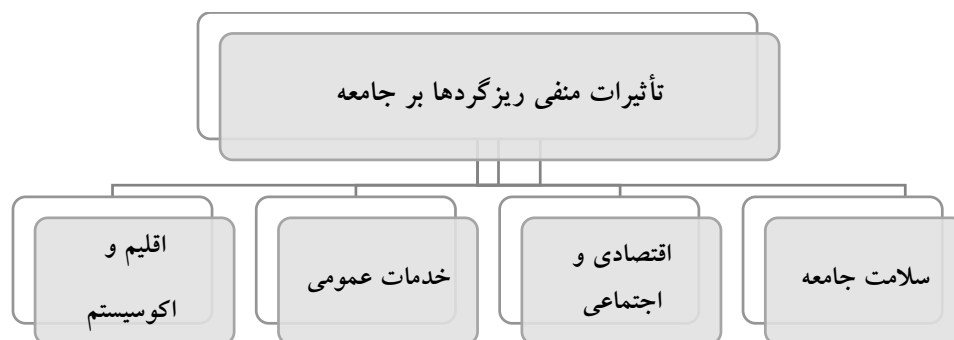 تأثیرات منفی ریزگردها بر جامعه
سلامت جامعه
اقتصادی و
اجتماعی
خدمات عمومی
اقلیم و
اکوسیستم